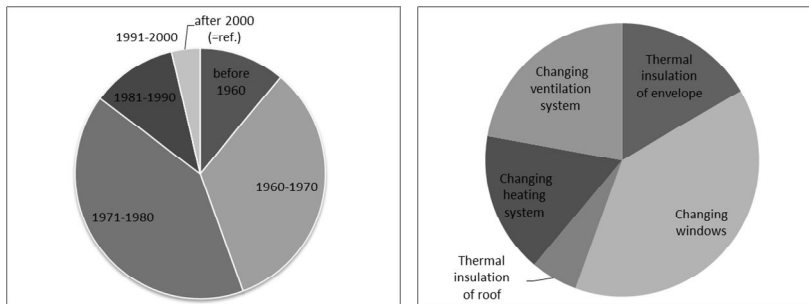 after 2000
(=ref.)
1991-2000
before
1960
1981-1990
1960-1970
1971-1980
Changing
ventilation
system
Thermal
insulation
of envelope
Changing
heating
system
Changing
windows
Thermal
insulation
of roof